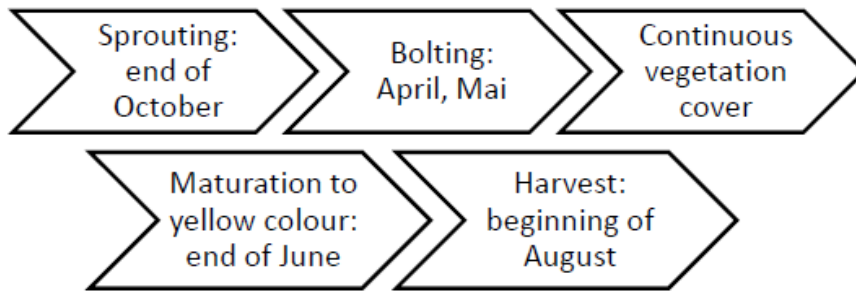 Sprouting:
end of
October
Bolting:
April, Mai
Continuous
vegetation
cover
Maturation to
yellow colour:
end of June
Harvest:
beginning of
August